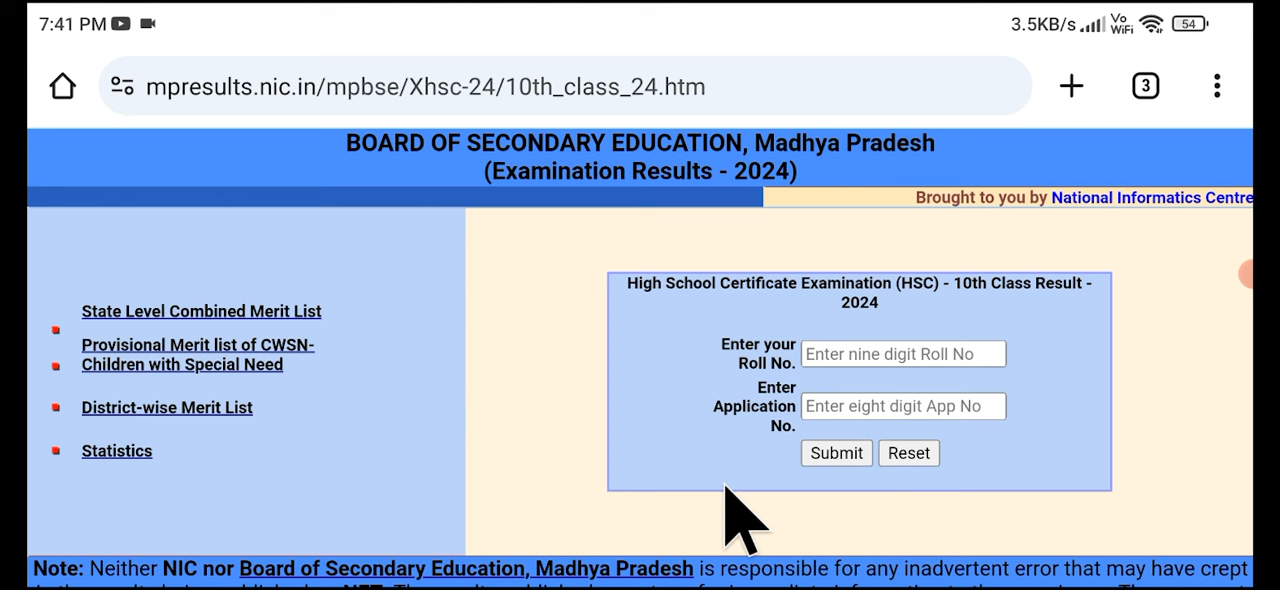 7:41 PM
3.5KB/s Vo WiFi 54
mpresults.nic.in/mpbse/Xhsc-24/10th_class_24.htm
3
BOARD OF SECONDARY EDUCATION, Madhya Pradesh
(Examination Results - 2024)
Brought to you by National Informatics Centre
State Level Combined Merit List
Provisional Merit list of CWSN-
Children with Special Need
District-wise Merit List
Statistics
High School Certificate Examination (HSC) - 10th Class Result -
2024
Enter your
Roll No.
Enter nine digit Roll No
Enter
Application
No.
Enter eight digit App No
Submit Reset
Note: Neither NIC nor Board of Secondary Education, Madhya Pradesh is responsible for any inadvertent error that may have crept